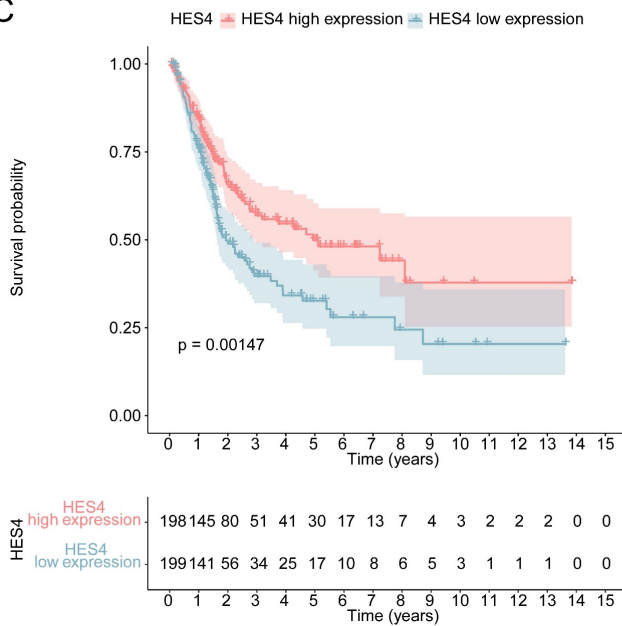 C
HES4 HES4 high expression HES4 low expression
Survival probability
1.00
0.75
0.50
0.25
0.00
p = 0.00147
0 1 2 3 4 5 6 7 8 9 10 11 12 13 14 15
Time (years)
HES4
HES4
high expression
198 145 80 51 41 30 17 13 7 4 3 2 2 2 0 0
HES4
low expression
199 141 56 34 25 17 10 8 6 5 3 1 1 1 0 0
0 1 2 3 4 5 6 7 8 9 10 11 12 13 14 15
Time (years)